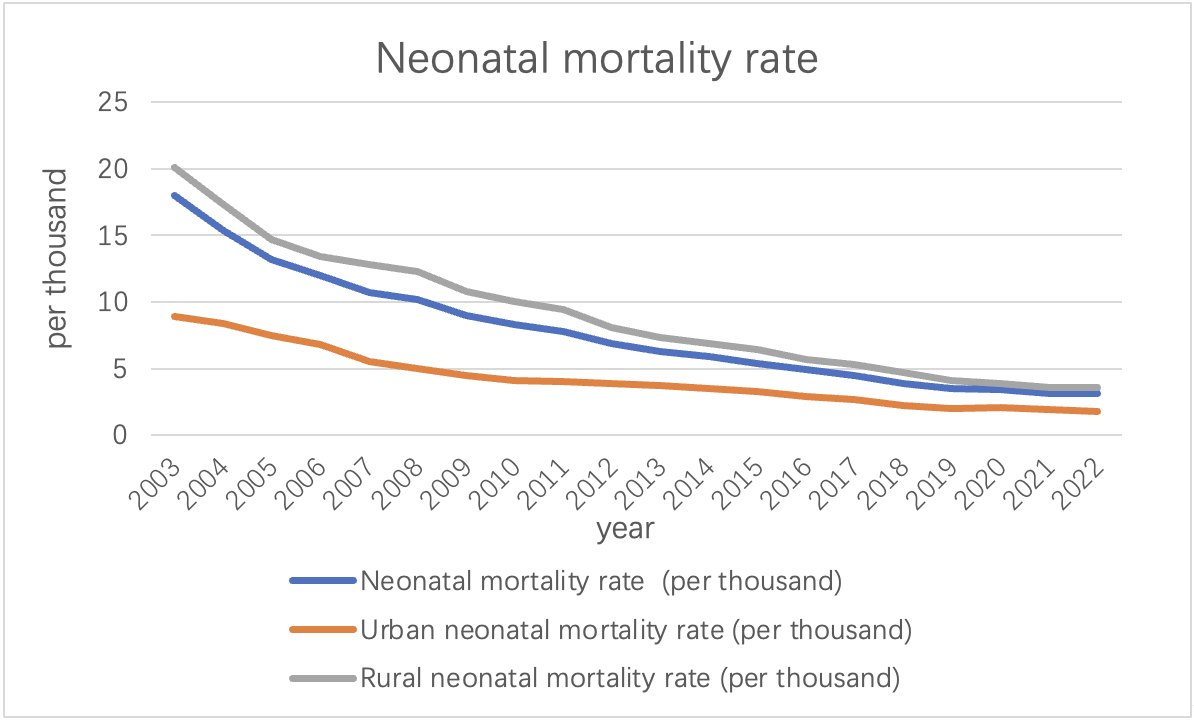 Neonatal mortality rate
per thousand
25
20
15
10
5
0
2003 2004 2005 2006 2007 2008 2009 2010 2011 2012 2013 2014 2015 2016 2017 2018 2019 2020 2021 2022
year
Neonatal mortality rate (per thousand)
Urban neonatal mortality rate (per thousand)
Rural neonatal mortality rate (per thousand)